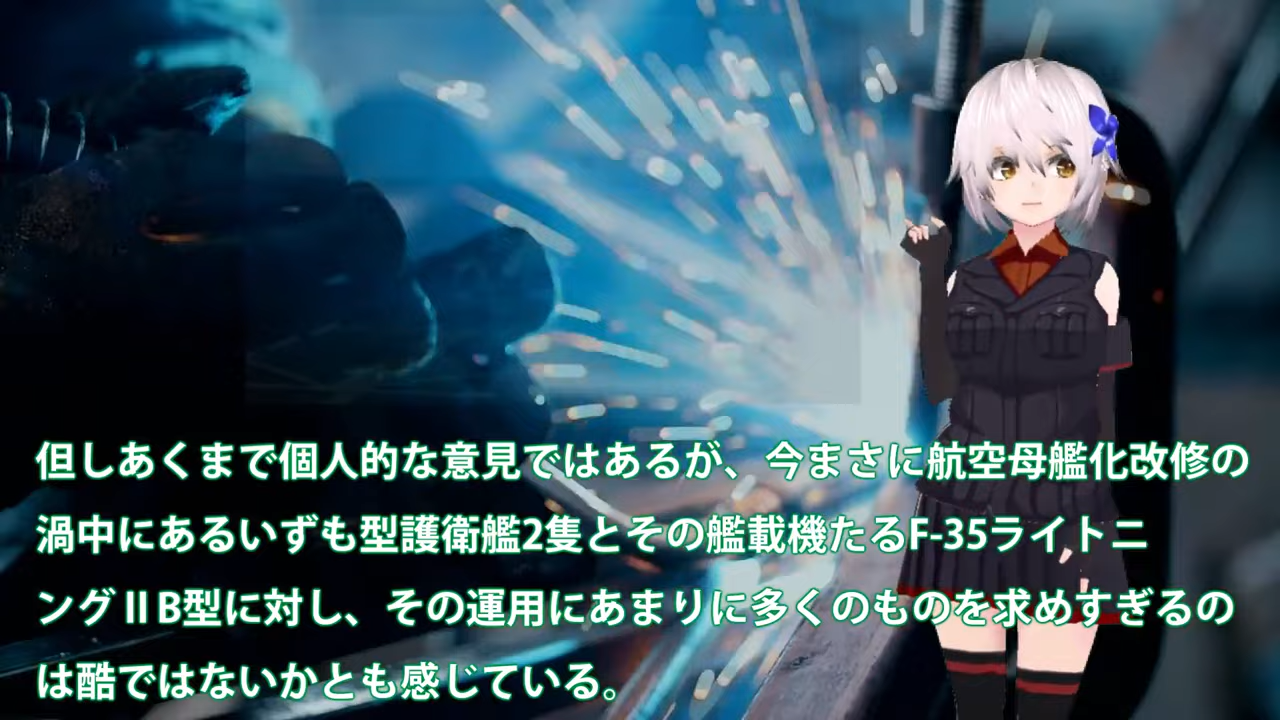 但しあくまで個人的な意見ではあるが、今まさに航空母艦化改修の
渦中にあるいずも型護衛艦2隻とその艦載機たるF-35ライトニ
ングⅡB型に対し、その運用にあまりに多くのものを求めすぎるの
は酷ではないかとも感じている。